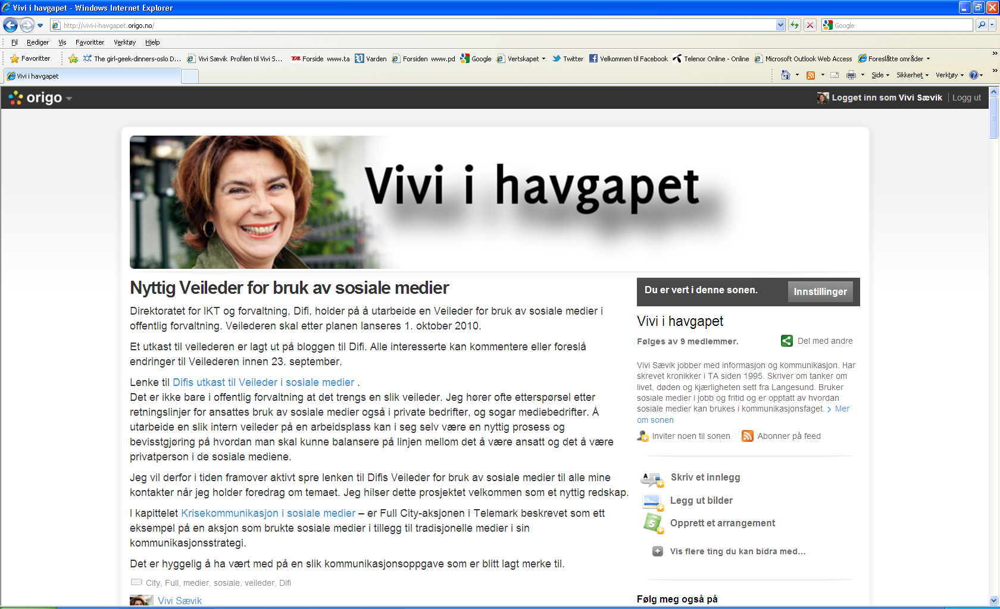 Vivi i havgapet - Windows Internet Explorer
http://vivi-i-havgapet.origo.no/
Google
Fil Rediger Vis Favoritter Verktøy Hjelp
Favoritter The girl-geek-dinners-oslo D... Vivi Sævik Profilen til Vivi S... Forside www.ta Varden Forsiden www.pd Google Vertskapet Twitter Velkommen til Facebook Telenor Online - Online Microsoft Outlook Web Access Foreslåtte områder
Vivi i havgapet
Side Sikkerhet Verktøy
origo
Logget inn som Vivi Sævik | Logg ut
Vivi i havgapet
Nyttig Veileder for bruk av sosiale medier
Direktoratet for IKT og forvaltning, Difi, holder på å utarbeide en Veileder for bruk av sosiale medier i
offentlig forvaltning. Veilederen skal etter planen lanseres 1. oktober 2010.
Et utkast til veilederen er lagt ut på bloggen til Difi. Alle interesserte kan kommentere eller foreslå
endringer til Veilederen innen 23. september.
Lenke til Difis utkast til Veileder i sosiale medier .
Det er ikke bare i offentlig forvaltning at det trengs en slik veileder. Jeg hører ofte etterspørsel etter
retningslinjer for ansattes bruk av sosiale medier også i private bedrifter, og sogar mediebedrifter. Å
utarbeide en slik intern veileder på en arbeidsplass kan i seg selv være en nyttig prosess og
bevisstgjøring på hvordan man skal kunne balansere på linjen mellom det å være ansatt og det å være
privatperson i de sosiale mediene.
Jeg vil derfor i tiden framover aktivt spre lenken til Difis Veileder for bruk av sosiale medier til alle mine
kontakter når jeg holder foredrag om temaet. Jeg hilser dette prosjektet velkommen som et nyttig redskap.
I kapittelet Krisekommunikasjon i sosiale medier – er Full City-aksjonen i Telemark beskrevet som ett
eksempel på en aksjon som brukte sosiale medier i tillegg til tradisjonelle medier i sin
kommunikasjonsstrategi.
Det er hyggelig å ha vært med på en slik kommunikasjonsoppgave som er blitt lagt merke til.
City, Full, medier, sosiale, veileder, Difi
Vivi Sævik
Du er vert i denne sonen.
Innstillinger
Vivi i havgapet
Følges av 9 medlemmer.
Del med andre
Vivi Sævik jobber med informasjon og kommunikasjon. Har
skrevet kronikker i TA siden 1995. Skriver om tanker om
livet, døden og kjærligheten sett fra Langesund. Bruker
sosiale medier i jobb og fritid og er opptatt av hvordan
sosiale medier kan brukes i kommunikasjonsfaget. › Mer
om sonen
Inviter noen til sonen Abonner på feed
Skriv et innlegg
Legg ut bilder
Opprett et arrangement
Vis flere ting du kan bidra med...
Følg meg også på